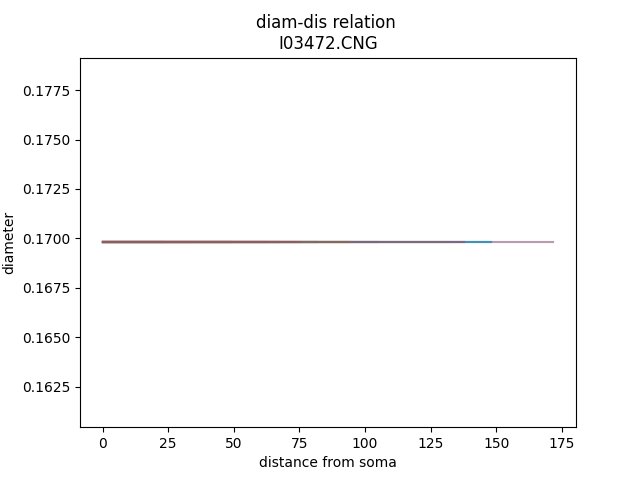 diam-dis relation
I03472.CNG
0.1775
0.1750
0.1725
0.1700
0.1675
0.1650
0.1625
diameter
0 25 50 75 100 125 150 175
distance from soma